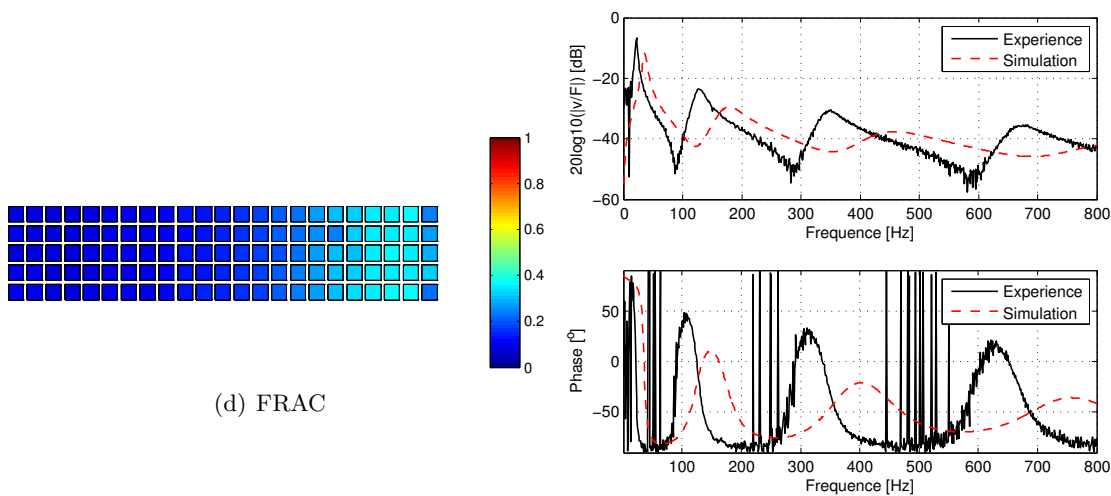 1
0.8
0.6
0.4
0.2
0
(d) FRAC
0
−20
−40
−60
20log10(|v/F|) [dB]
Experience
Simulation
0 100 200 300 400 500 600 700 800
Frequence [Hz]
50
0
−50
Phase [°]
Experience
Simulation
100 200 300 400 500 600 700 800
Frequence [Hz]